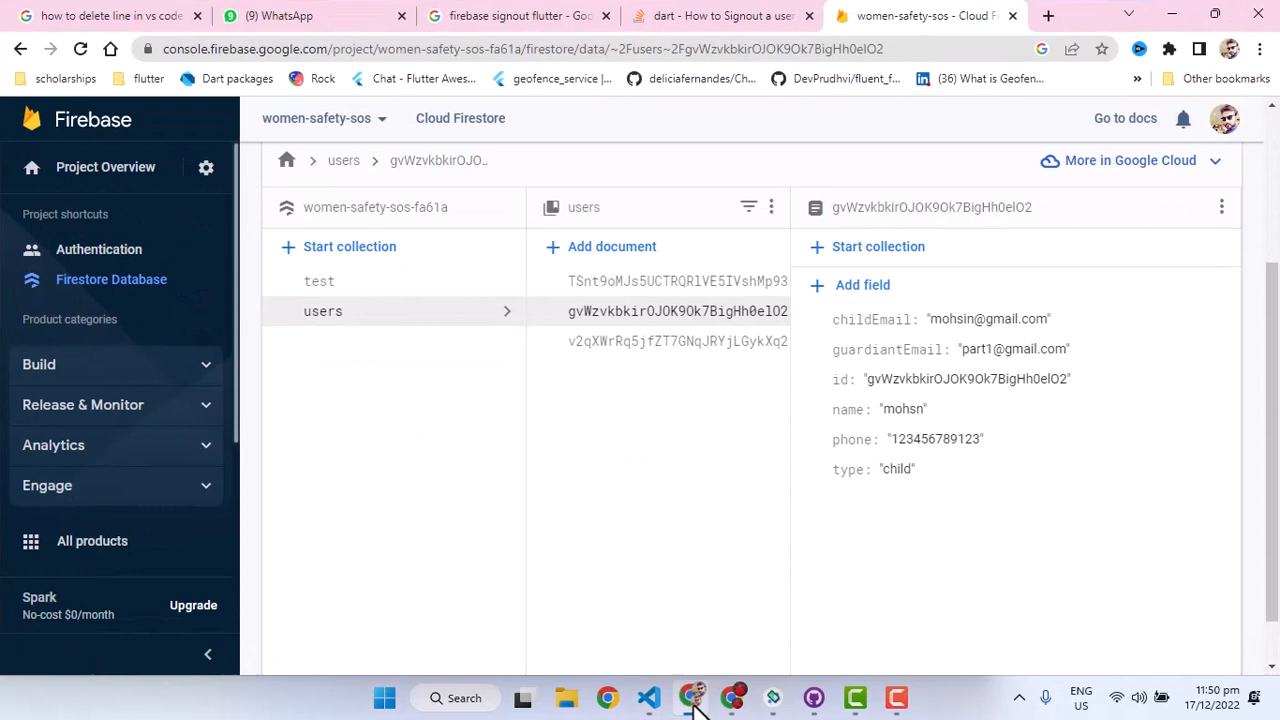 how to delete line in vs code
(9) WhatsApp
firebase signout flutter - Goo
dart - How to Signout a user
women-safety-sos - Cloud Fi
console.firebase.google.com/project/women-safety-sos-fa61a/firestore/data/~2Fusers~2FgvWzvkbkirOJOK9Ok7BigHh0elO2
scholarships
flutter
Dart packages
Rock
Chat - Flutter Awes...
geofence_service |...
deliciafernandes/Ch...
DevPrudhvi/fluent_f...
(36) What is Geofen...
»
Other bookmarks
Firebase
women-safety-sos
Cloud Firestore
Go to docs
Project Overview
users
gvWzvkbkirOJO..
More in Google Cloud
Project shortcuts
women-safety-sos-fa61a
users
gvWzvkbkirOJOK9Ok7BigHh0elO2
Authentication
Start collection
Add document
Start collection
Firestore Database
test
TSnt9oMJs5UCTRQRlVE5IVshMp93
Add field
users
gvWzvkbkirOJOK9Ok7BigHh0elO2
v2qXWrRq5jfZT7GNqJRYjLGykXq2
childEmail: "mohsin@gmail.com"
guardiantEmail: "part1@gmail.com"
id: "gvWzvkbkirOJOK9Ok7BigHh0elO2"
name: "mohsn"
phone: "123456789123"
type: "child"
Product categories
Build
Release & Monitor
Analytics
Engage
All products
Spark
No-cost $0/month
Upgrade
Search
ENG
UK
11:50 pm
17/12/2022